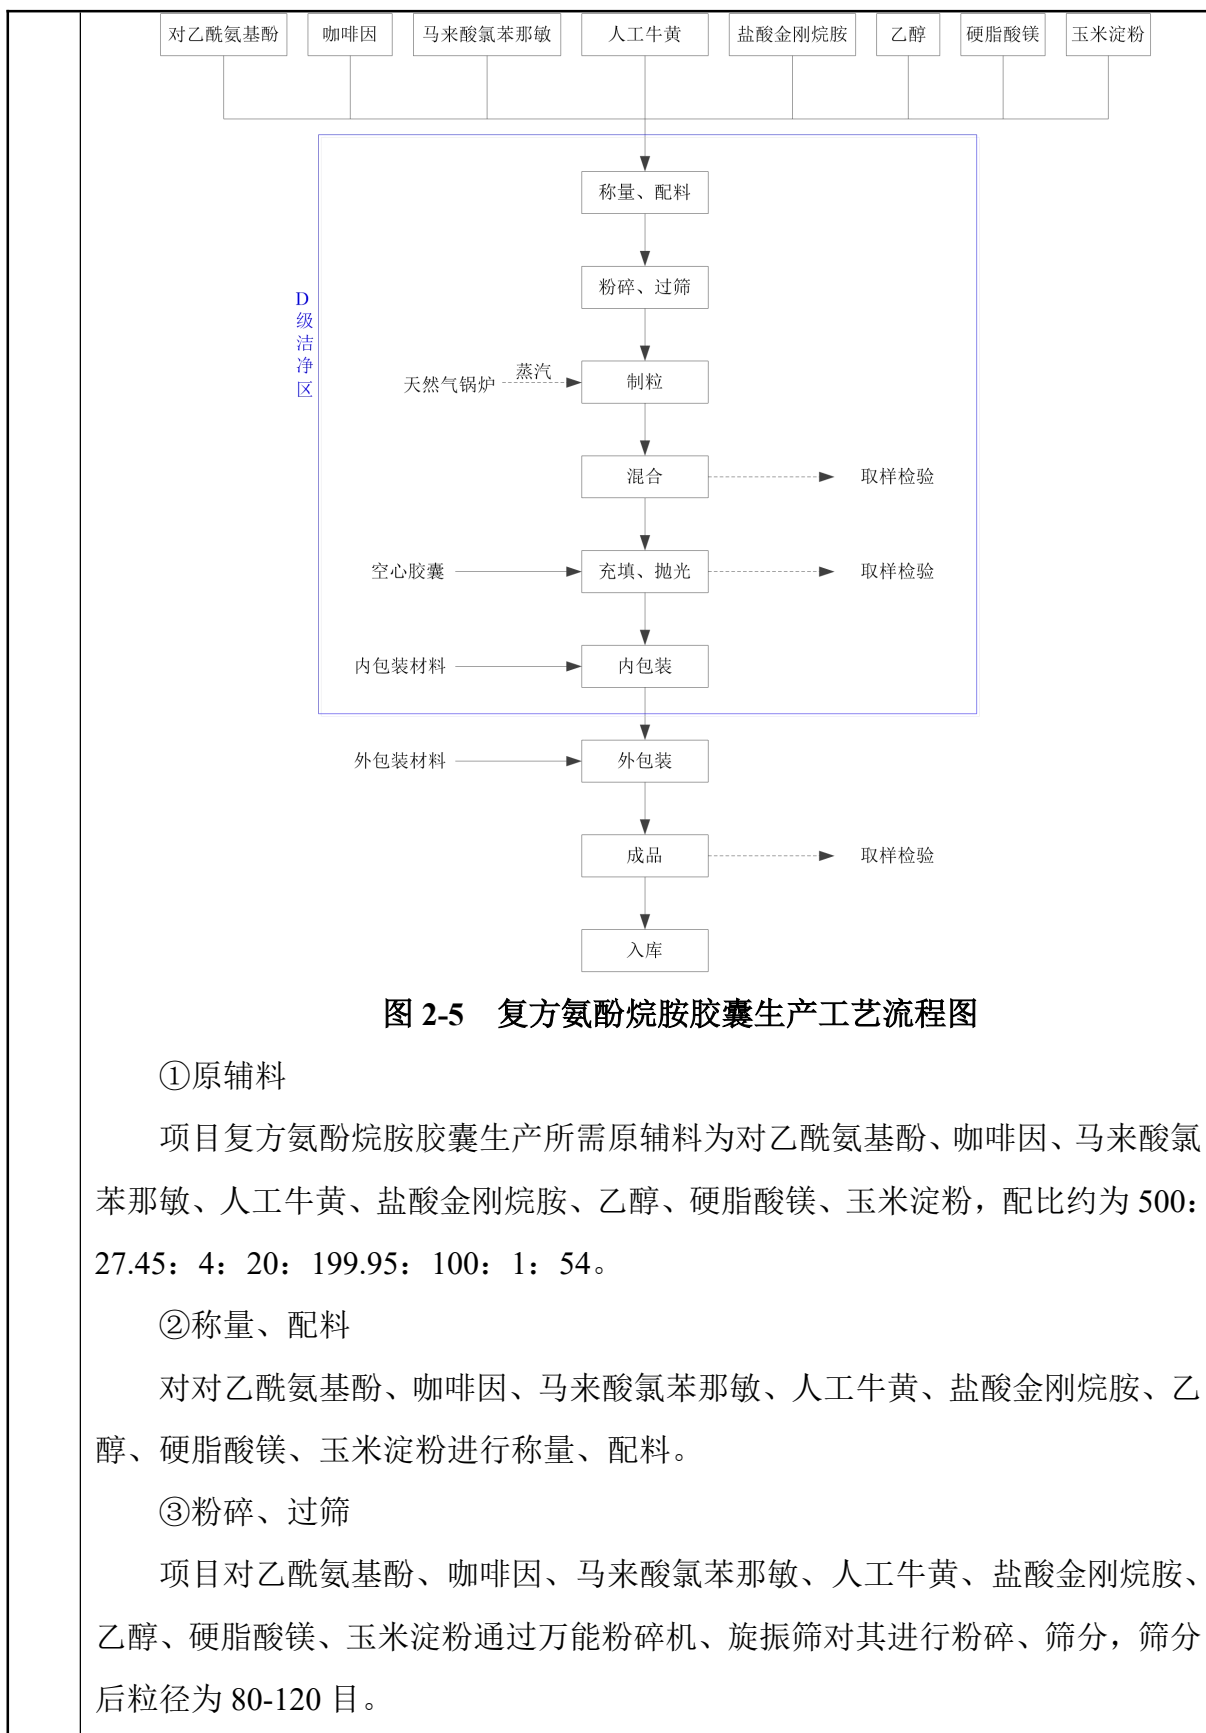 对乙酰氨基酚 咖啡因 马来酸氯苯那敏 人工牛黄 盐酸金刚烷胺 乙醇 硬脂酸镁 玉米淀粉
称量、配料
粉碎、过筛
D级洁净区
天然气锅炉 蒸汽 制粒
混合 取样检验
空心胶囊 充填、抛光 取样检验
内包装材料 内包装
外包装材料 外包装
成品 取样检验
入库
图 2-5 复方氨酚烷胺胶囊生产工艺流程图
①原辅料
项目复方氨酚烷胺胶囊生产所需原辅料为对乙酰氨基酚、咖啡因、马来酸氯
苯那敏、人工牛黄、盐酸金刚烷胺、乙醇、硬脂酸镁、玉米淀粉，配比约为 500：
27.45：4：20：199.95：100：1：54。
②称量、配料
对对乙酰氨基酚、咖啡因、马来酸氯苯那敏、人工牛黄、盐酸金刚烷胺、乙
醇、硬脂酸镁、玉米淀粉进行称量、配料。
③粉碎、过筛
项目对乙酰氨基酚、咖啡因、马来酸氯苯那敏、人工牛黄、盐酸金刚烷胺、
乙醇、硬脂酸镁、玉米淀粉通过万能粉碎机、旋振筛对其进行粉碎、筛分，筛分
后粒径为 80-120 目。